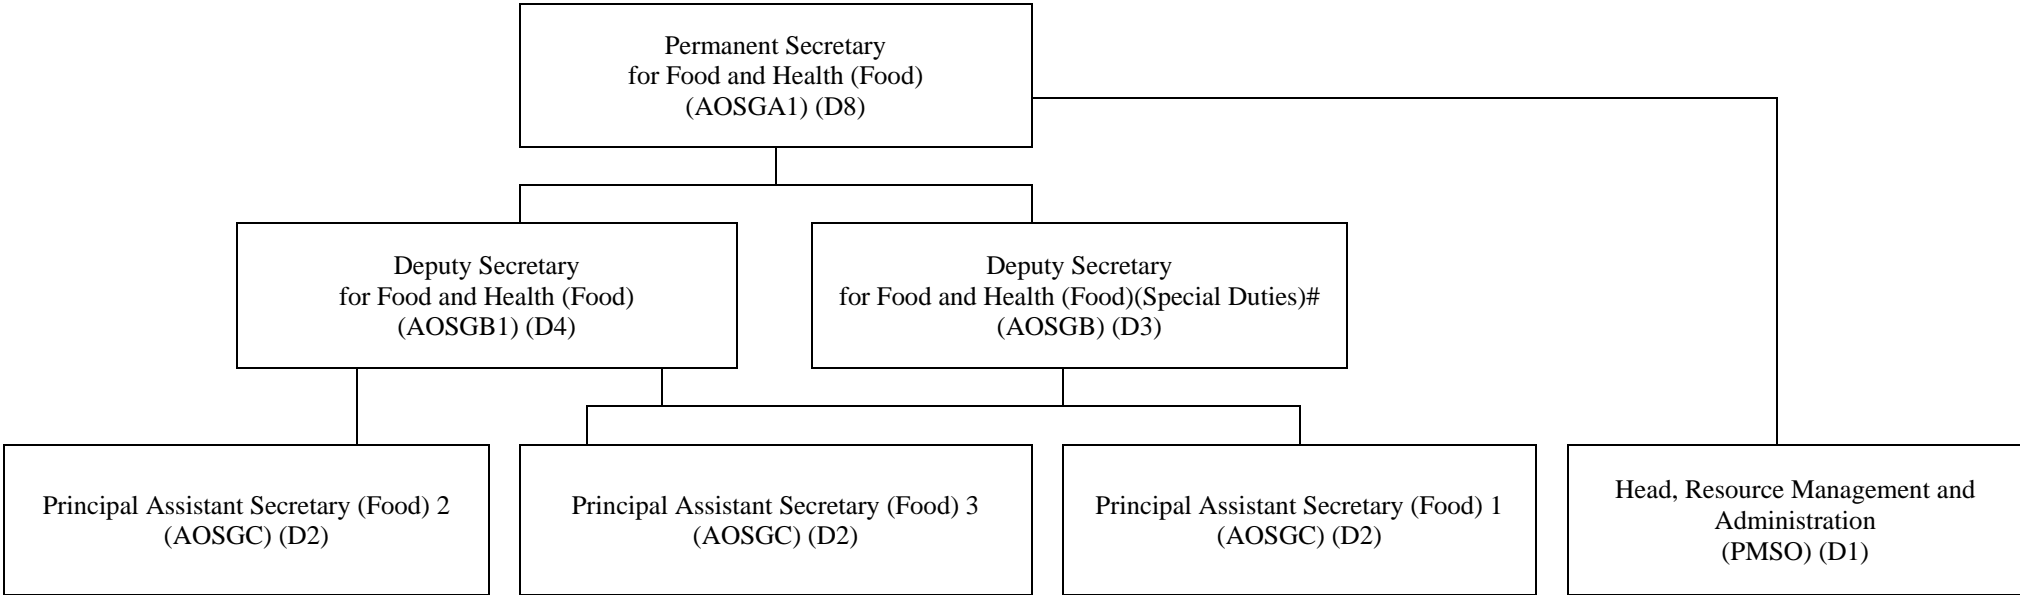 Permanent Secretary
for Food and Health (Food)
(AOSGA1) (D8)
Deputy Secretary
for Food and Health (Food)
(AOSGB1) (D4)
Deputy Secretary
for Food and Health (Food)(Special Duties)#
(AOSGB) (D3)
Principal Assistant Secretary (Food) 2
(AOSGC) (D2)
Principal Assistant Secretary (Food) 3
(AOSGC) (D2)
Principal Assistant Secretary (Food) 1
(AOSGC) (D2)
Head, Resource Management and
Administration
(PMSO) (D1)